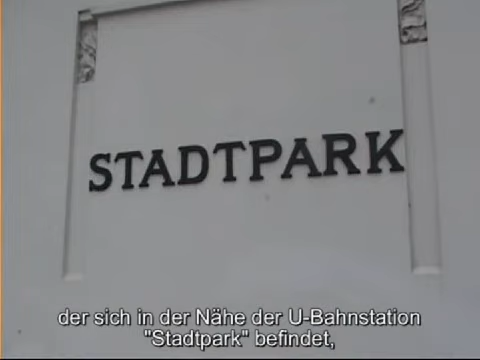 STADTPARK
der sich in der Nähe der U-Bahnstation
"Stadtpark" befindet,